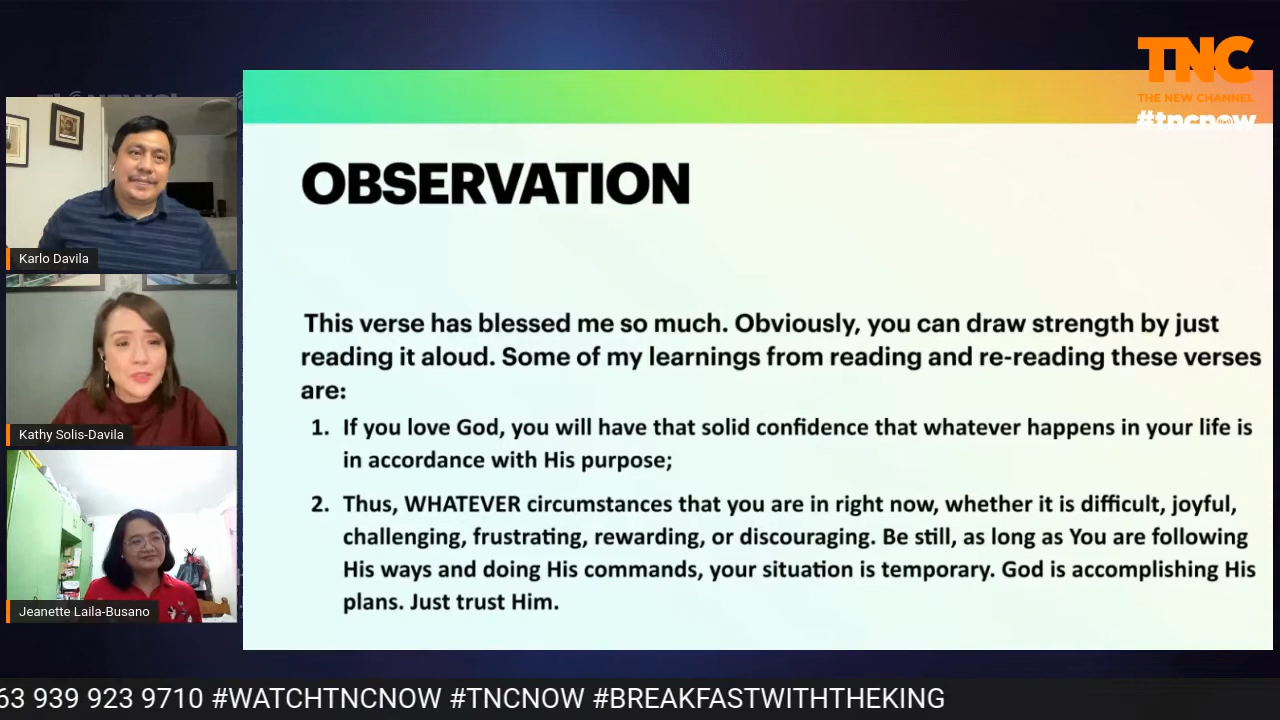 TNC
THE NEW CHANNEL
#tncnow
OBSERVATION
This verse has blessed me so much. Obviously, you can draw strength by just
reading it aloud. Some of my learnings from reading and re-reading these verses
are:
1. If you love God, you will have that solid confidence that whatever happens in your life is
in accordance with His purpose;
2. Thus, WHATEVER circumstances that you are in right now, whether it is difficult, joyful,
challenging, frustrating, rewarding, or discouraging. Be still, as long as You are following
His ways and doing His commands, your situation is temporary. God is accomplishing His
plans. Just trust Him.
Karlo Davila
Kathy Solis-Davila
Jeanette Laila-Busano
63 939 923 9710 #WATCHTNCNOW #TNCNOW #BREAKFASTWITHTHEKING